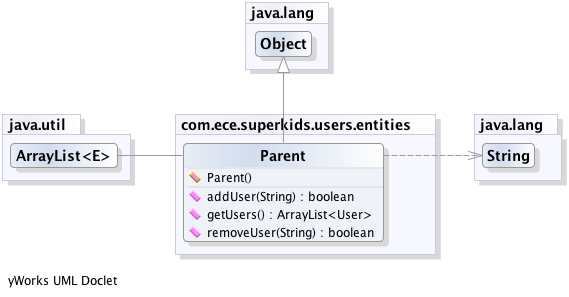 java.lang
Object
java.util
ArrayList<E>
com.ece.superkids.users.entities
Parent
Parent()
addUser(String) : boolean
getUsers() : ArrayList<User>
removeUser(String) : boolean
java.lang
String
yWorks UML Doclet